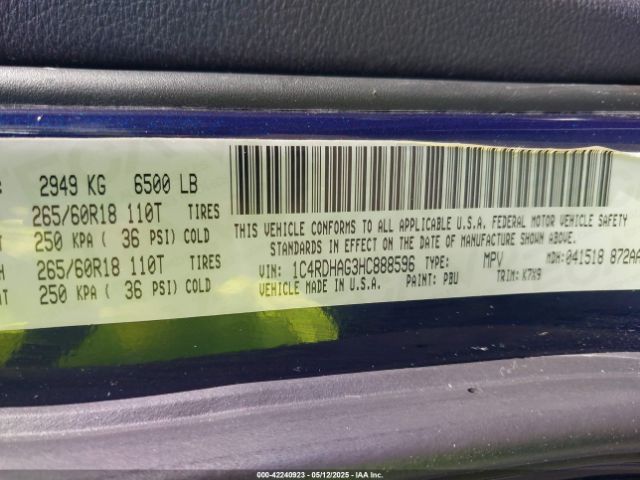 2949 KG 6500 LB
265/60R18 110T TIRES
250 KPA ( 36 PSI) COLD
265/60R18 110T TIRES
250 KPA ( 36 PSI) COLD
THIS VEHICLE CONFORMS TO ALL APPLICABLE U.S.A. FEDERAL MOTOR VEHICLE SAFETY
STANDARDS IN EFFECT ON THE DATE OF MANUFACTURE SHOWN ABOVE.
VIN: 1C4RDHAG3HC888596 TYPE: MPV MDH: 041518 872AA
VEHICLE MADE IN U.S.A. PAINT: PBU TRIM: K7X9
000-42240923 - 05/12/2025 - IAA Inc.